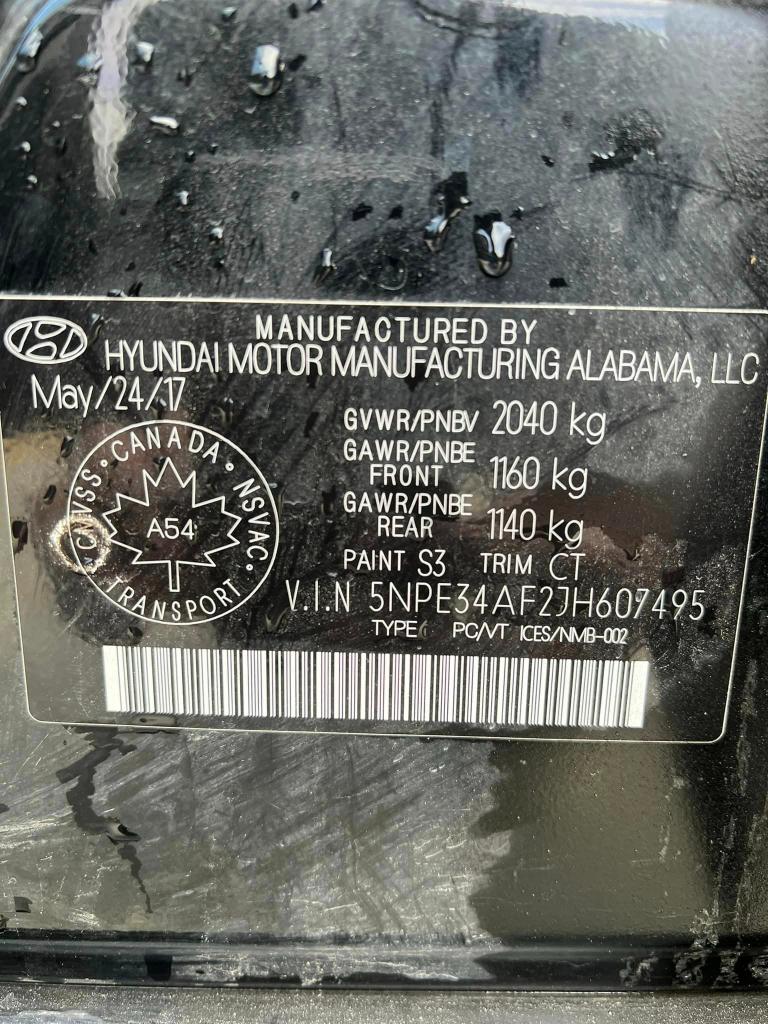 MANUFACTURED BY
HYUNDAI MOTOR MANUFACTURING ALABAMA, LLC
May/24/17
GVWR/PNBV 2040 kg
GAWR/PNBE FRONT 1160 kg
GAWR/PNBE REAR 1140 kg
PAINT S3 TRIM CT
V.I.N 5NPE34AF2JH607495
TYPE PC/VT ICES/NMB-002
CANADA • NSVAC • TRANSPORT • CMVSS •
A54